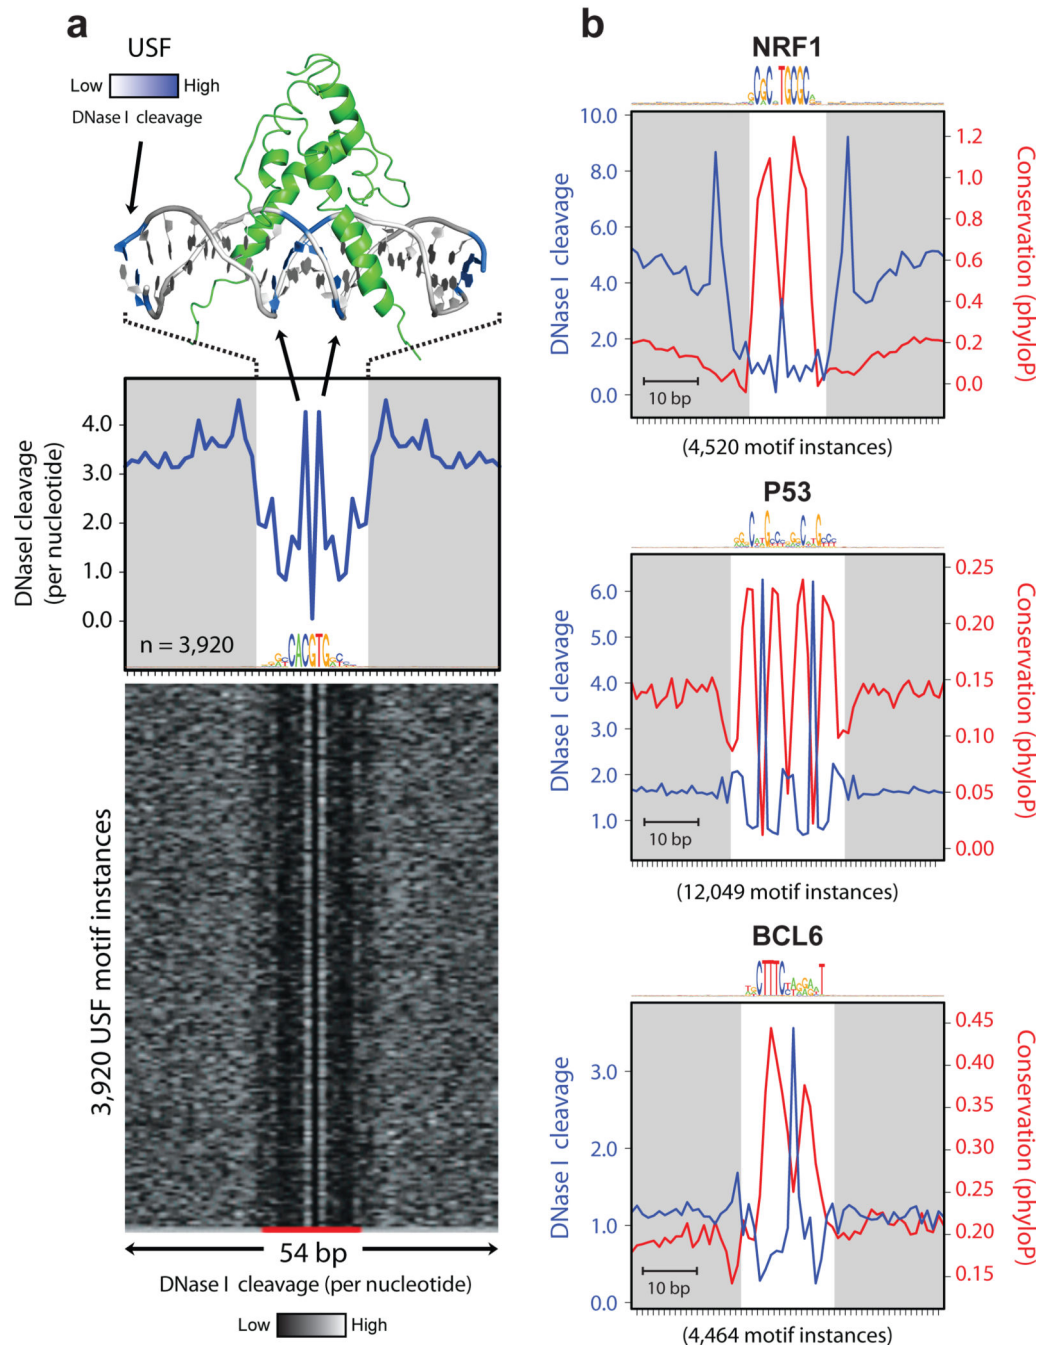 a
USF
Low High
DNase I cleavage
DNaseI cleavage
(per nucleotide)
4.0
3.0
2.0
1.0
0.0
n = 3,920
CACGTG
3,920 USF motif instances
54 bp
DNase I cleavage (per nucleotide)
Low High
b
NRF1
CGC TGCGC
DNase I cleavage
10.0
8.0
6.0
4.0
2.0
0.0
10 bp
1.2
1.0
0.8
0.6
0.4
0.2
0.0
Conservation (phyloP)
(4,520 motif instances)
P53
DNase I cleavage
6.0
5.0
4.0
3.0
2.0
1.0
10 bp
0.25
0.20
0.15
0.10
0.05
0.00
Conservation (phyloP)
(12,049 motif instances)
BCL6
CTTTC T
DNase I cleavage
3.0
2.0
1.0
0.0
10 bp
0.45
0.40
0.35
0.30
0.25
0.20
0.15
Conservation (phyloP)
(4,464 motif instances)